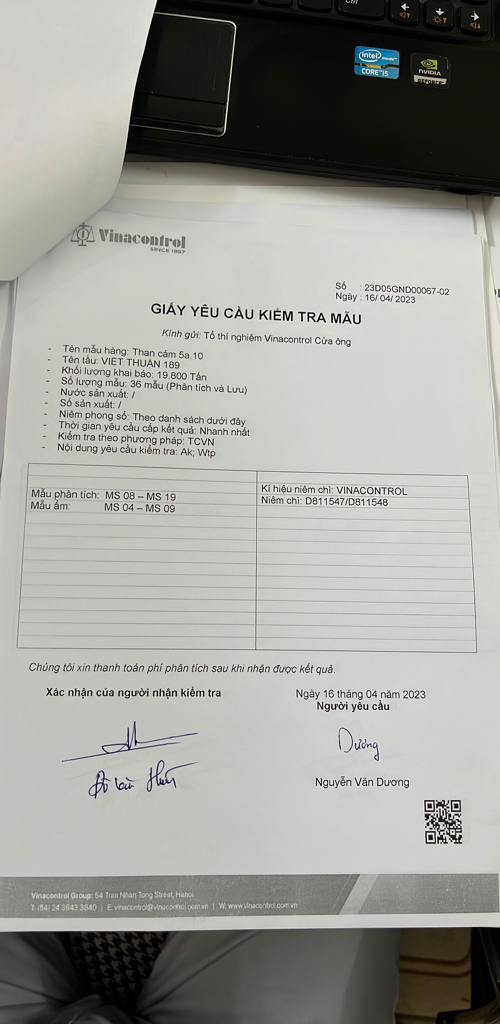 Ctrl
intel
inside™
CORE™i5
NVIDIA
GEFORCE
Vinacontrol
SINCE 1957
Số : 23D05GND00067-02
Ngày : 16/ 04/ 2023
GIẤY YÊU CẦU KIỂM TRA MẪU
Kính gửi: Tổ thí nghiệm Vinacontrol Cửa ông
- Tên mẫu hàng: Than cám 5a.10
- Tên tàu: VIỆT THUẬN 189
- Khối lượng khai báo: 19.800 Tấn
- Số lượng mẫu: 36 mẫu (Phân tích và Lưu)
- Nước sản xuất: /
- Số sản xuất: /
- Niêm phong số: Theo danh sách dưới đây
- Thời gian yêu cầu cấp kết quả: Nhanh nhất
- Kiểm tra theo phương pháp: TCVN
- Nội dung yêu cầu kiểm tra: Ak; Wtp
Mẫu phân tích: MS 08 – MS 19
Mẫu ẩm: MS 04 – MS 09
Kí hiệu niêm chì: VINACONTROL
Niêm chì: D811547/D811548
Chúng tôi xin thanh toán phí phân tích sau khi nhận được kết quả.
Xác nhận của người nhận kiểm tra
Ngày 16 tháng 04 năm 2023
Người yêu cầu
Dương
Nguyễn Văn Dương
Vinacontrol Group: 54 Tran Nhan Tong Street, Hanoi
T: (84) 24 3943 3840 | E: vinacontrol@vinacontrol.com.vn | W: www.vinacontrol.com.vn